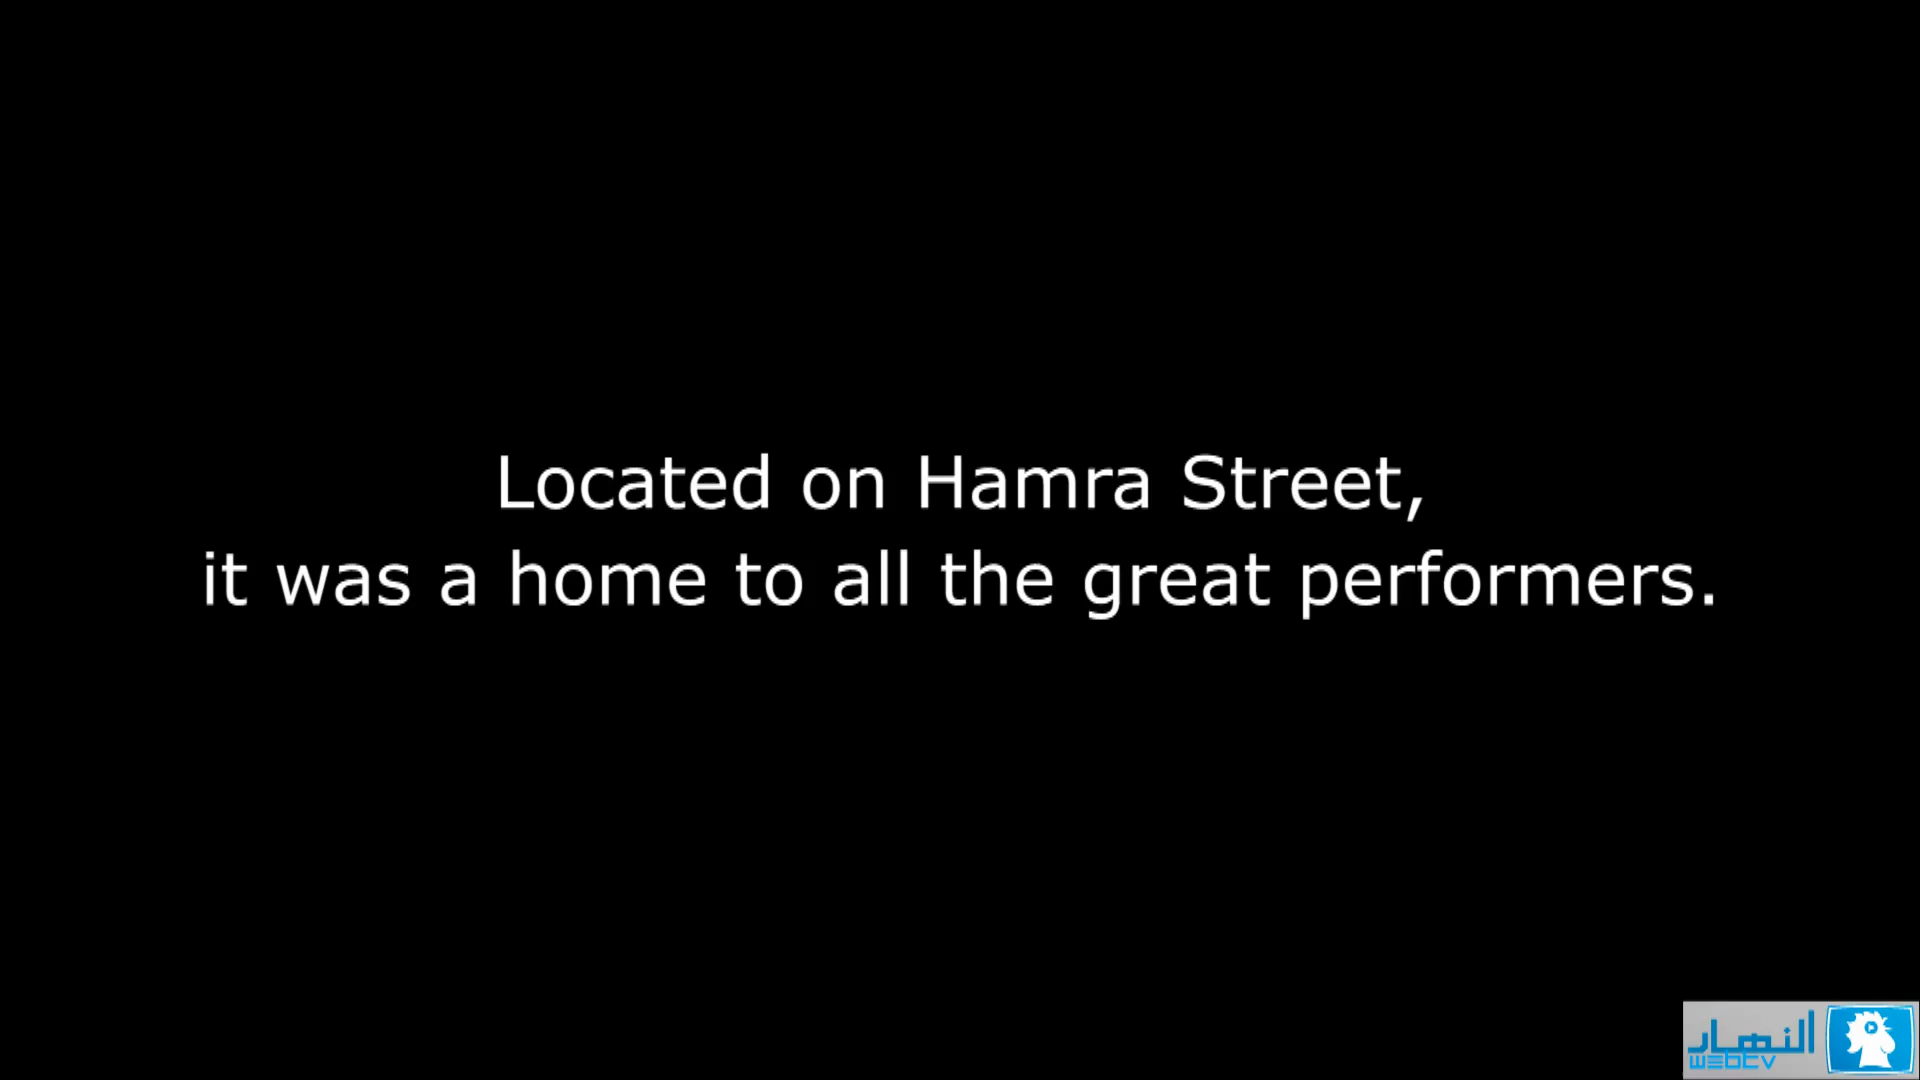 Located on Hamra Street,
it was a home to all the great performers.
النهار
webtv